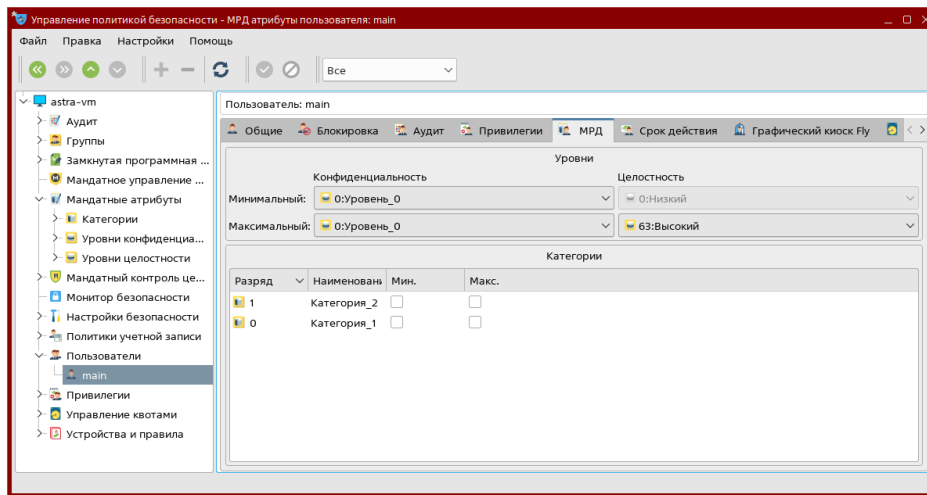 Управление политикой безопасности - МРД атрибуты пользователя: main
Файл Правка Настройки Помощь
Все
astra-vm
Аудит
Группы
Замкнутая программная ...
Мандатное управление ...
Мандатные атрибуты
Категории
Уровни конфиденциа...
Уровни целостности
Мандатный контроль це...
Монитор безопасности
Настройки безопасности
Политики учетной записи
Пользователи
main
Привилегии
Управление квотами
Устройства и правила
Пользователь: main
Общие Блокировка Аудит Привилегии МРД Срок действия Графический киоск Fly
Уровни
Конфиденциальность Целостность
Минимальный: 0:Уровень_0 0:Низкий
Максимальный: 0:Уровень_0 63:Высокий
Категории
Разряд Наименовани Мин. Макс.
1 Категория_2
0 Категория_1